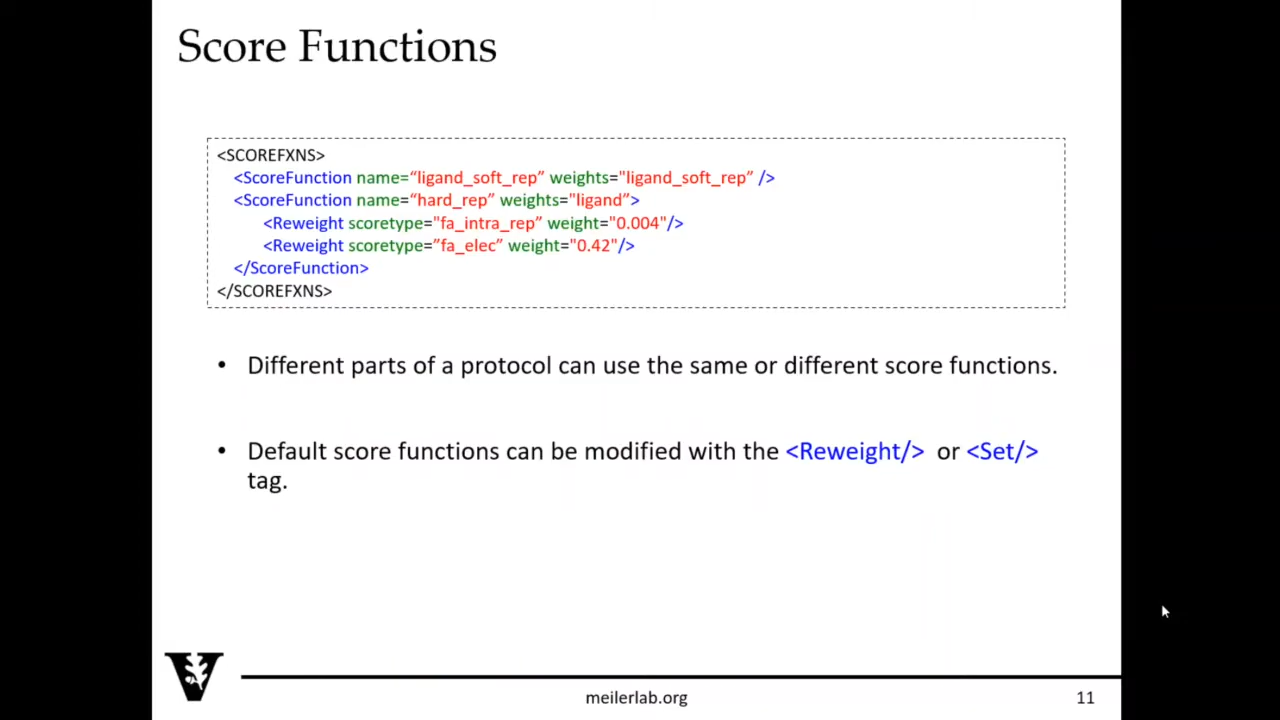 Score Functions
<SCOREFXNS>
<ScoreFunction name=“ligand_soft_rep” weights="ligand_soft_rep” />
<ScoreFunction name=“hard_rep” weights="ligand”>
<Reweight scoretype="fa_intra_rep” weight="0.004"/>
<Reweight scoretype=”fa_elec” weight="0.42"/>
</ScoreFunction>
</SCOREFXNS>
• Different parts of a protocol can use the same or different score functions.
• Default score functions can be modified with the <Reweight/> or <Set/>
tag.
V
meilerlab.org
11